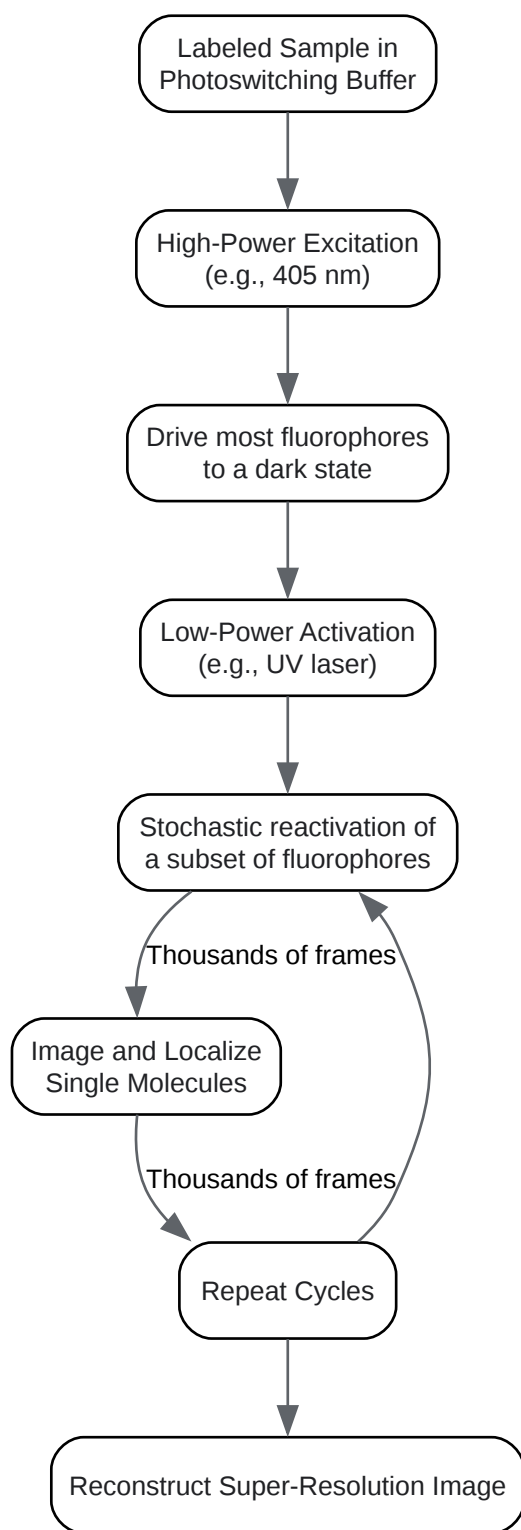 Labeled Sample in
Photoswitching Buffer
High-Power Excitation
(e.g., 405 nm)
Drive most fluorophores
to a dark state
Low-Power Activation
(e.g., UV laser)
Stochastic reactivation of
a subset of fluorophores
Thousands of frames
Image and Localize
Single Molecules
Thousands of frames
Repeat Cycles
Reconstruct Super-Resolution Image